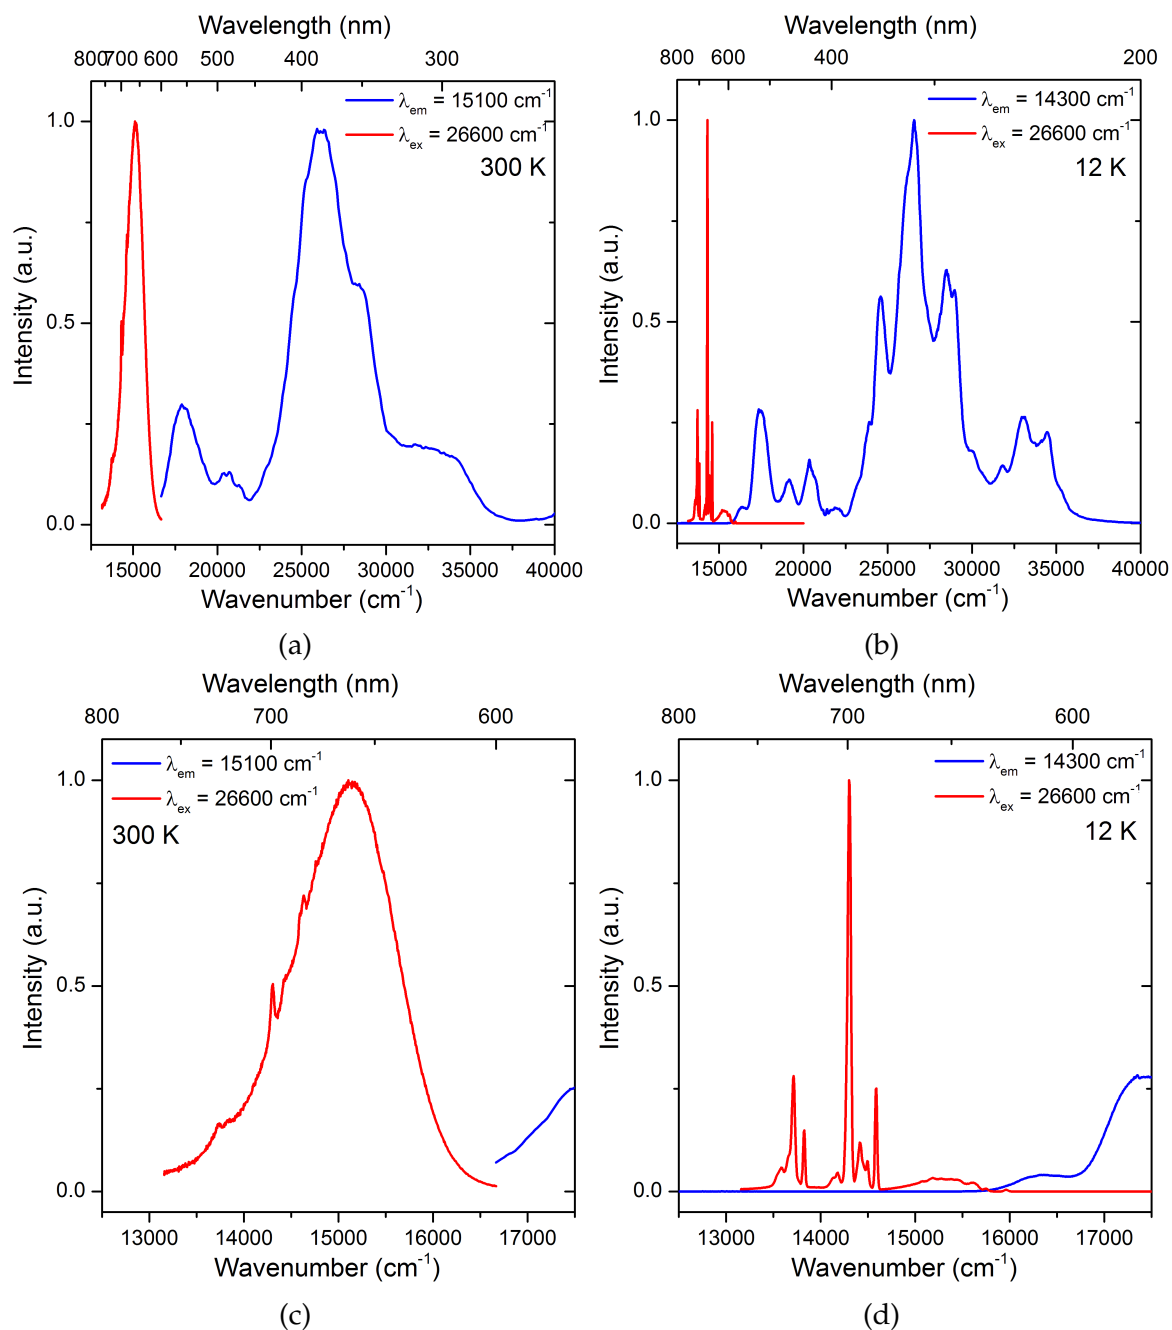 Wavelength (nm)
800 700 600 500 400 300
λem = 15100 cm-1
λex = 26600 cm-1
300 K
Intensity (a.u.)
1.0
0.5
0.0
15000 20000 25000 30000 35000 40000
Wavenumber (cm-1)
(a)
Wavelength (nm)
800 600 400 200
λem = 14300 cm-1
λex = 26600 cm-1
12 K
Intensity (a.u.)
1.0
0.5
0.0
15000 20000 25000 30000 35000 40000
Wavenumber (cm-1)
(b)
Wavelength (nm)
800 700 600
λem = 15100 cm-1
λex = 26600 cm-1
300 K
Intensity (a.u.)
1.0
0.5
0.0
13000 14000 15000 16000 17000
Wavenumber (cm-1)
(c)
Wavelength (nm)
800 700 600
λem = 14300 cm-1
λex = 26600 cm-1
12 K
Intensity (a.u.)
1.0
0.5
0.0
13000 14000 15000 16000 17000
Wavenumber (cm-1)
(d)